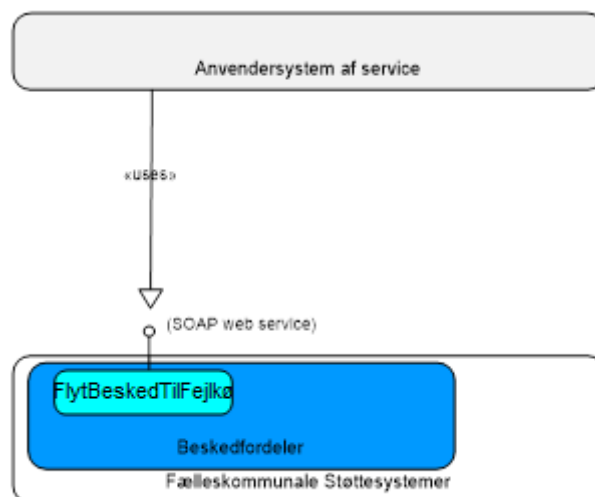 Anvendersystem af service
«uses»
(SOAP web service)
FlytBeskedTilFejlkø
Beskedfordeler
Fælleskommunale Støttesystemer